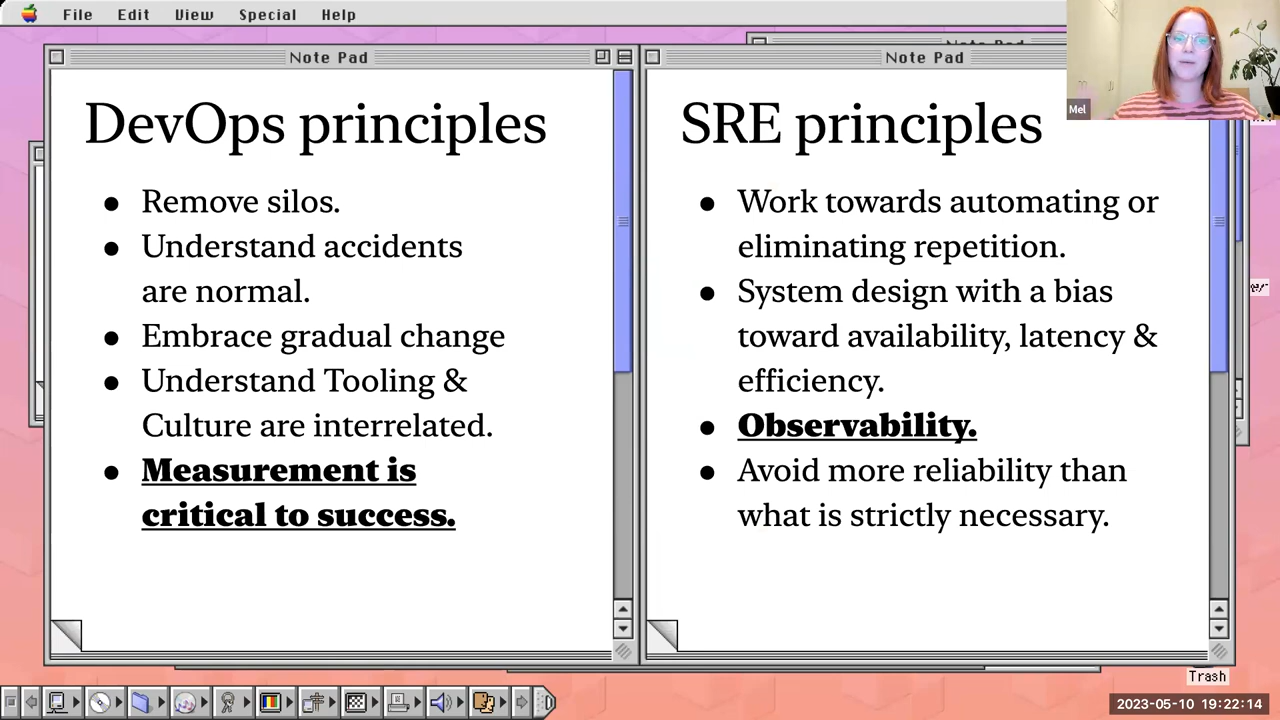 File Edit View Special Help
Note Pad
DevOps principles
Remove silos.
Understand accidents
are normal.
Embrace gradual change
Understand Tooling &
Culture are interrelated.
Measurement is
critical to success.
Note Pad
SRE principles
Work towards automating or
eliminating repetition.
System design with a bias
toward availability, latency &
efficiency.
Observability.
Avoid more reliability than
what is strictly necessary.
Mel
Trash
2023-05-10 19:22:14